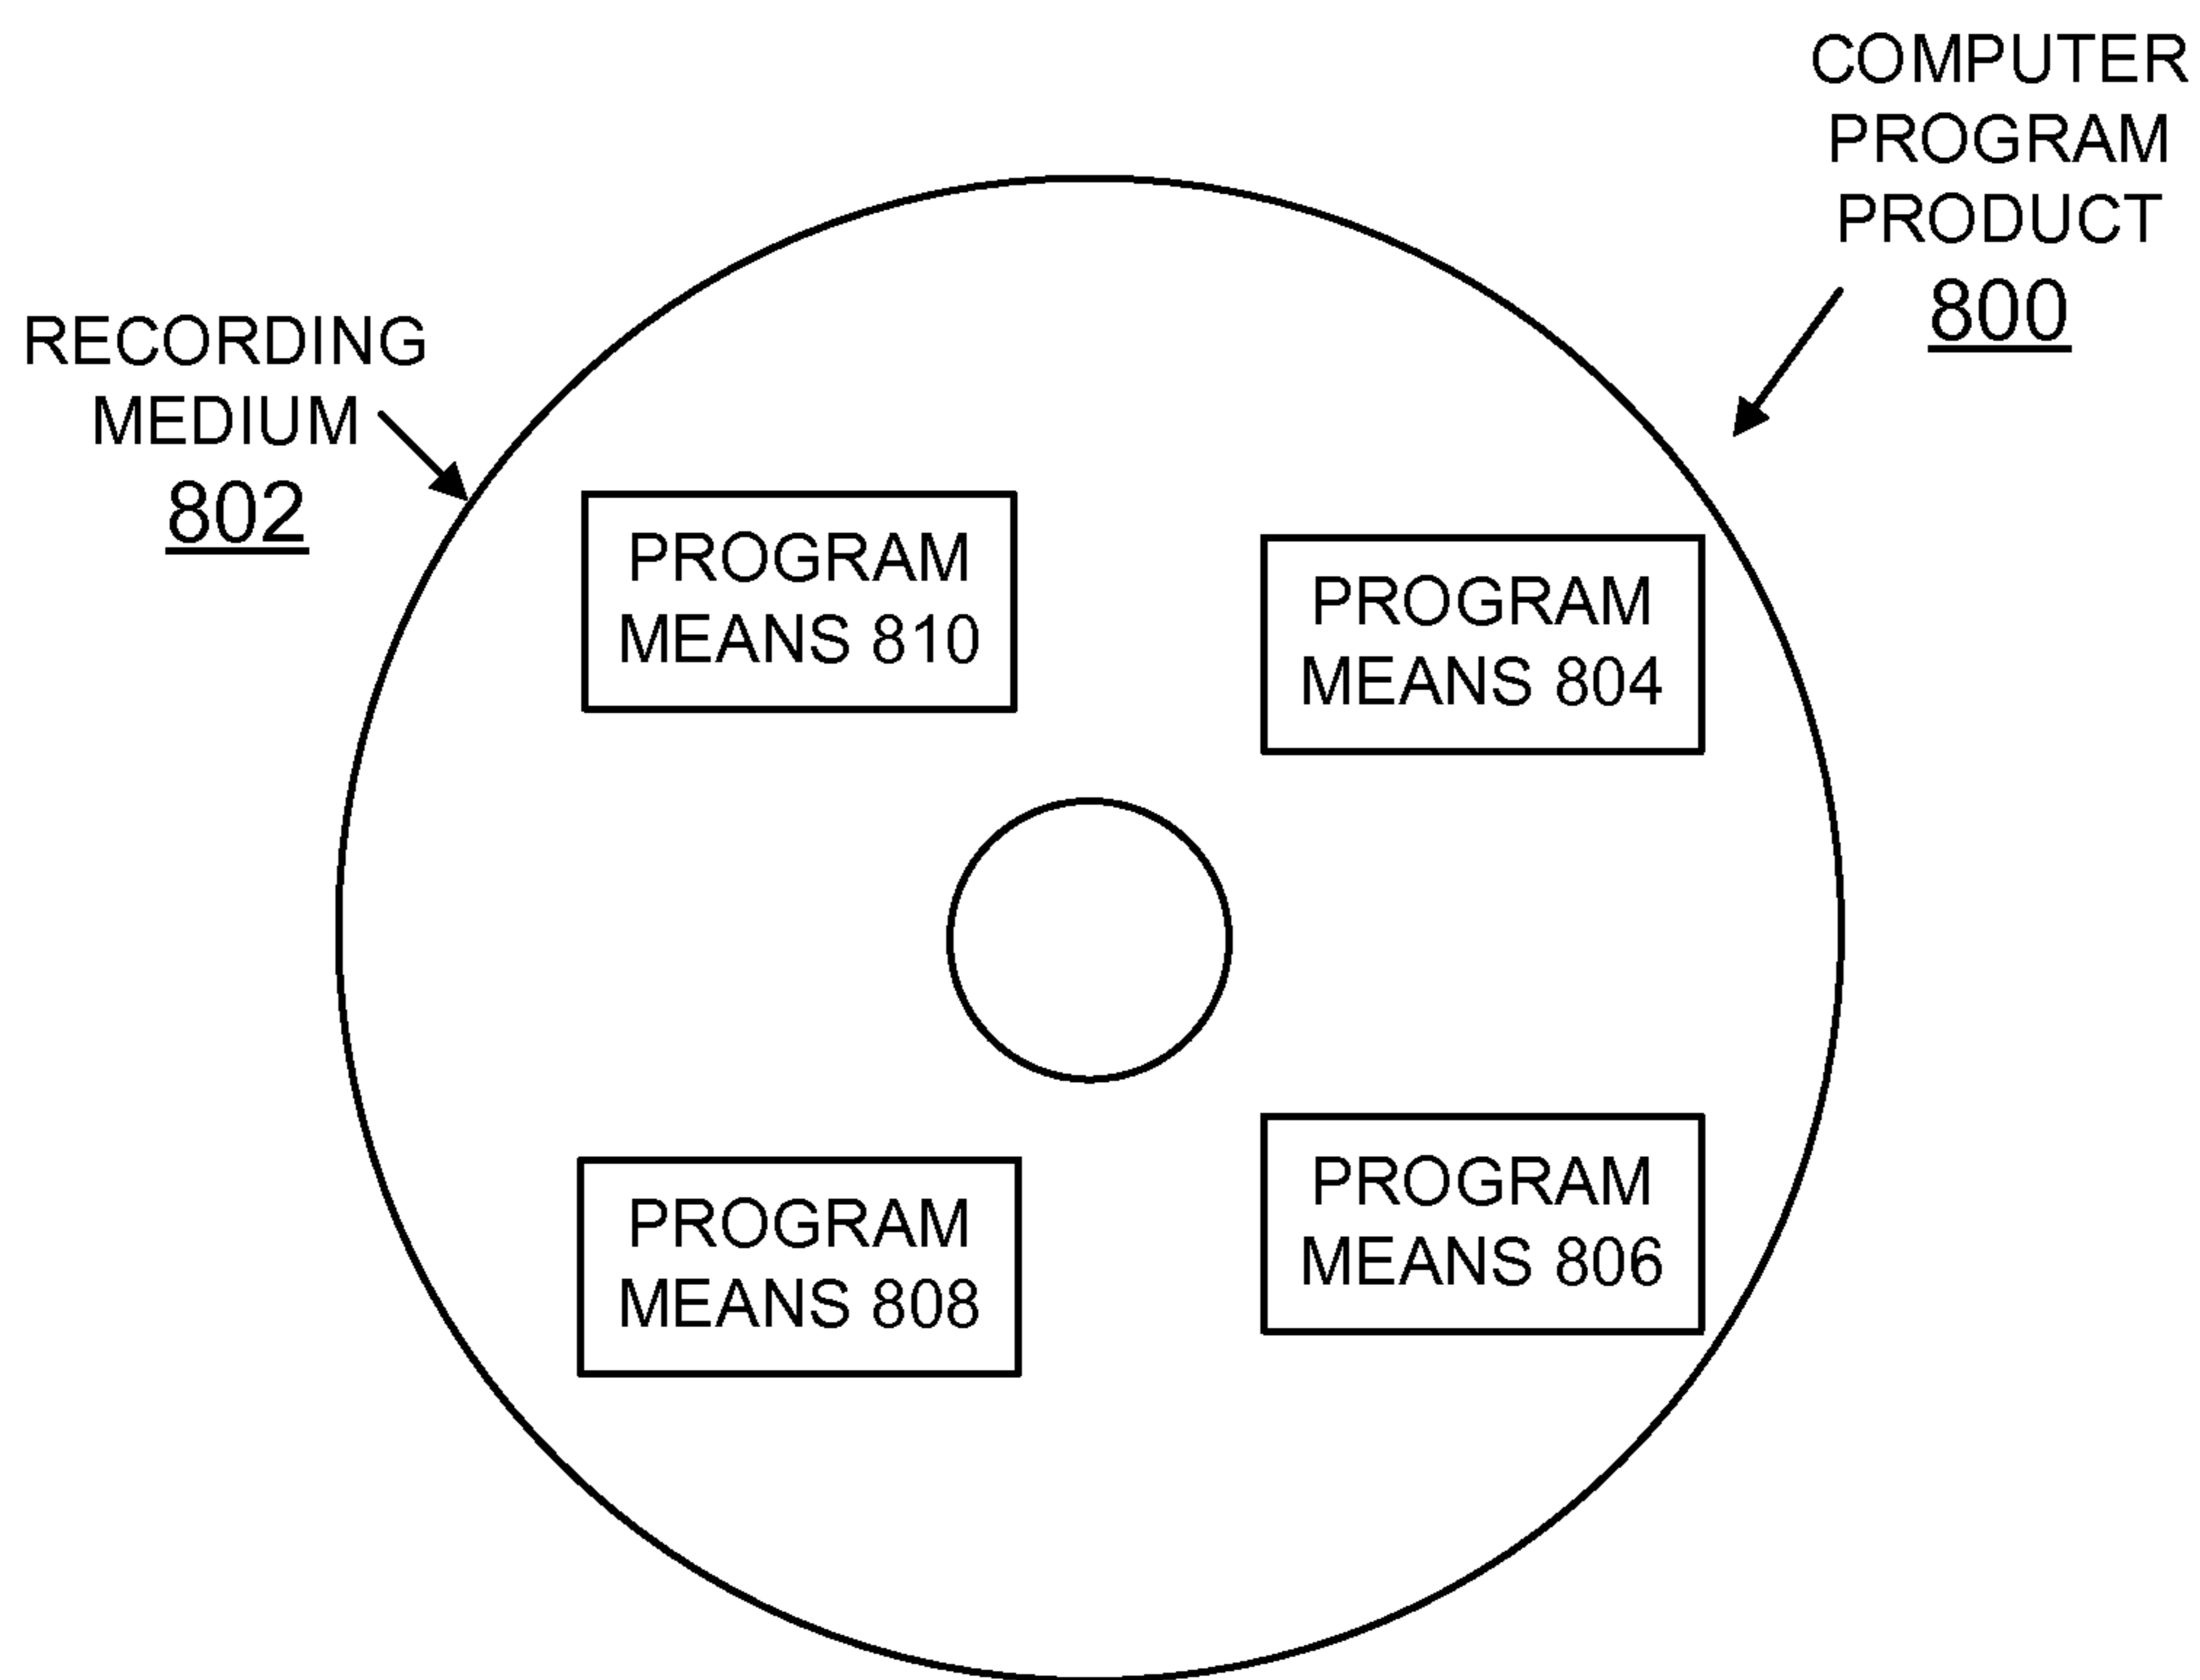 COMPUTER
PROGRAM
PRODUCT
800
RECORDING
MEDIUM
802
PROGRAM
MEANS 810
PROGRAM
MEANS 804
PROGRAM
MEANS 808
PROGRAM
MEANS 806